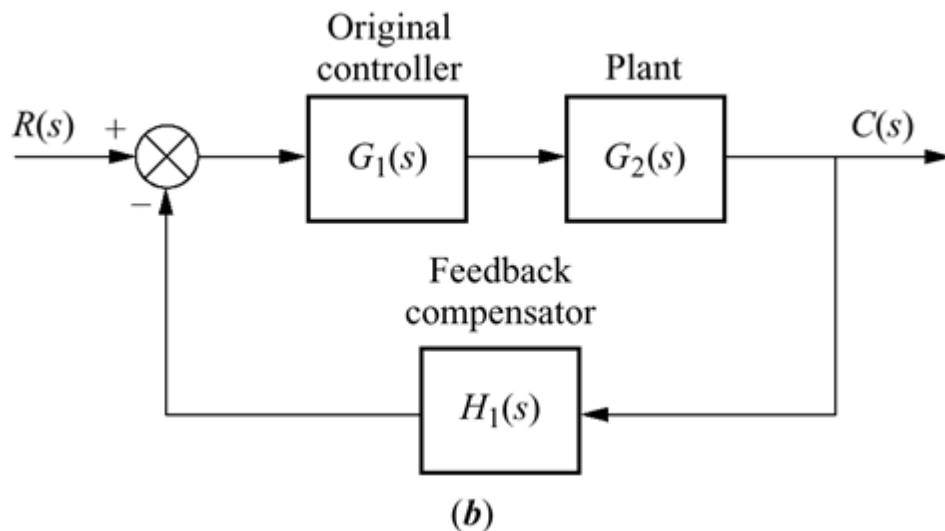 Original
controller
Plant
R(s)
+
G₁(s)
G₂(s)
C(s)
−
Feedback
compensator
H₁(s)
(b)